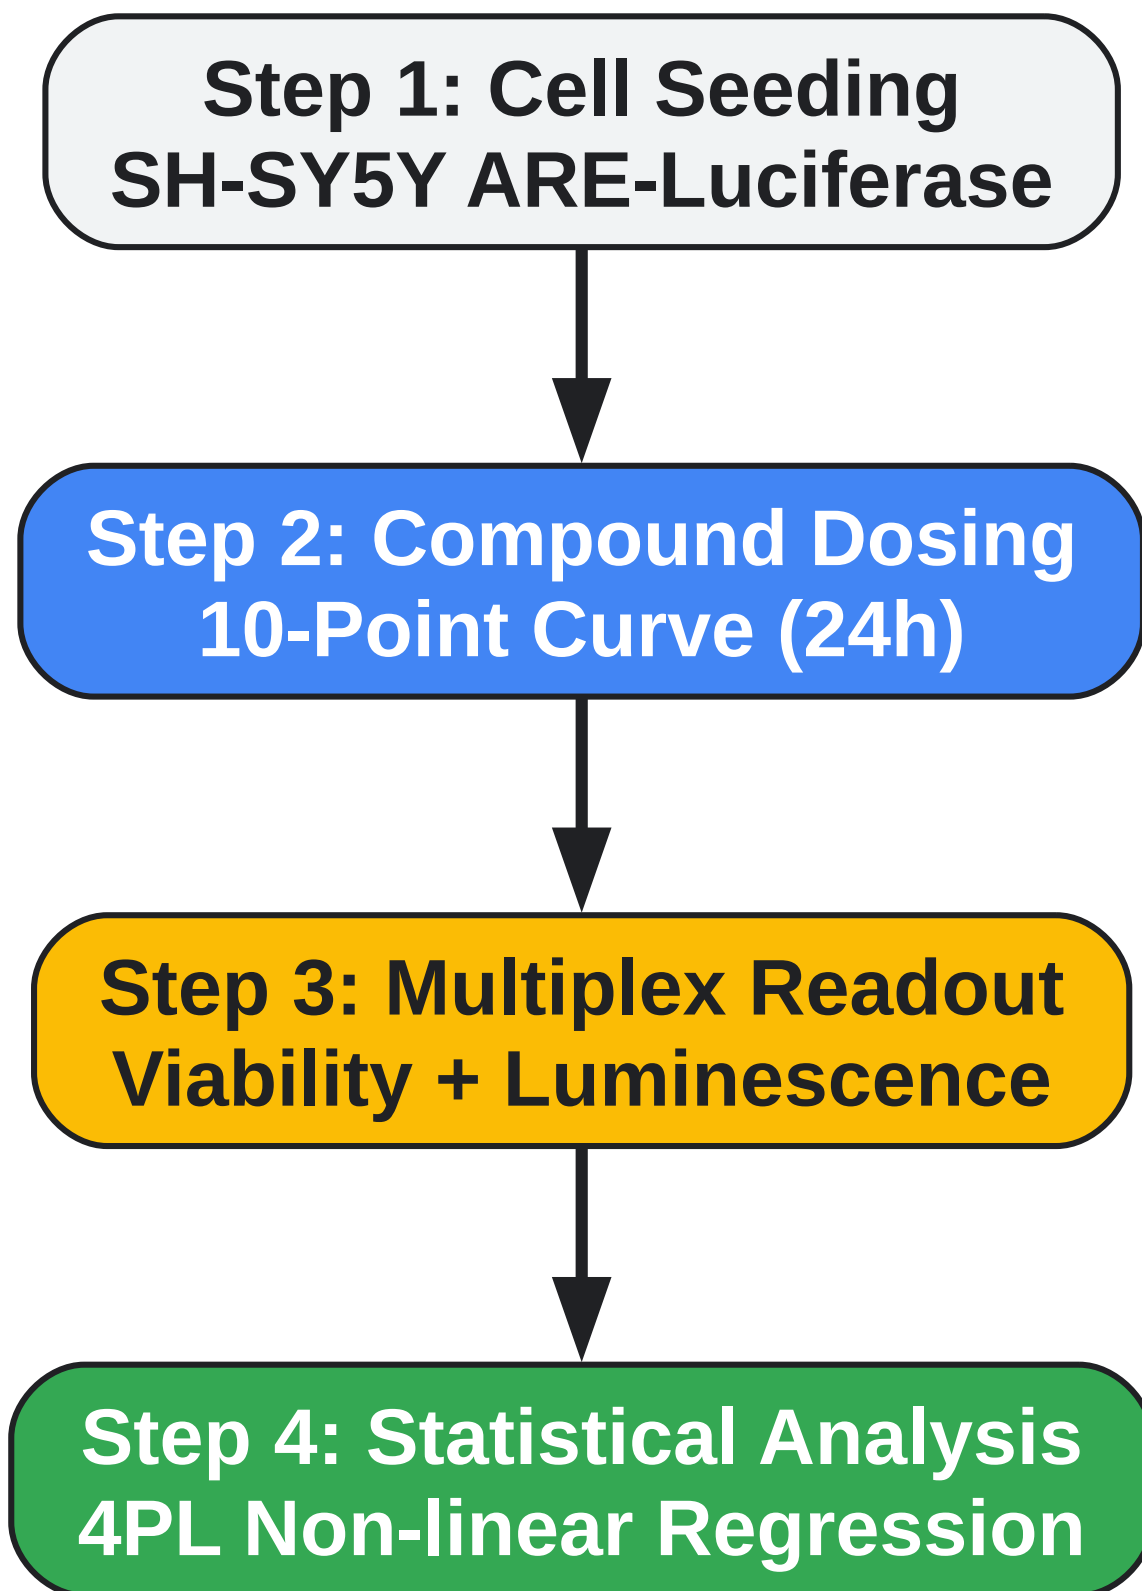 Step 1: Cell Seeding
SH-SY5Y ARE-Luciferase
Step 2: Compound Dosing
10-Point Curve (24h)
Step 3: Multiplex Readout
Viability + Luminescence
Step 4: Statistical Analysis
4PL Non-linear Regression